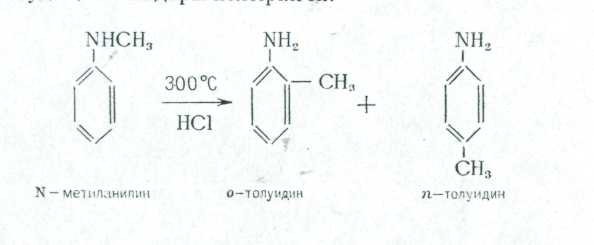 NHCH₃ NH₂ NH₂
300°C CH₃
HCl +
CH₃
N – метиланилин о–толуидин п–толуидин